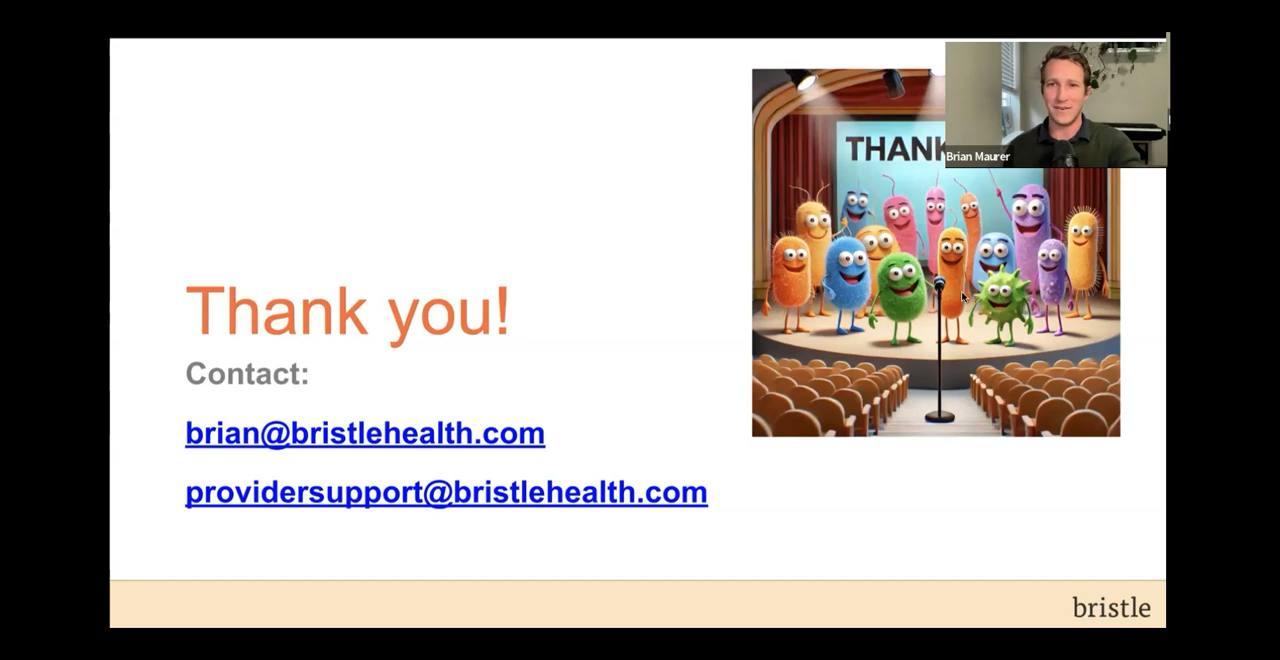 THANK
Brian Maurer
Thank you!
Contact:
brian@bristlehealth.com
providersupport@bristlehealth.com
bristle